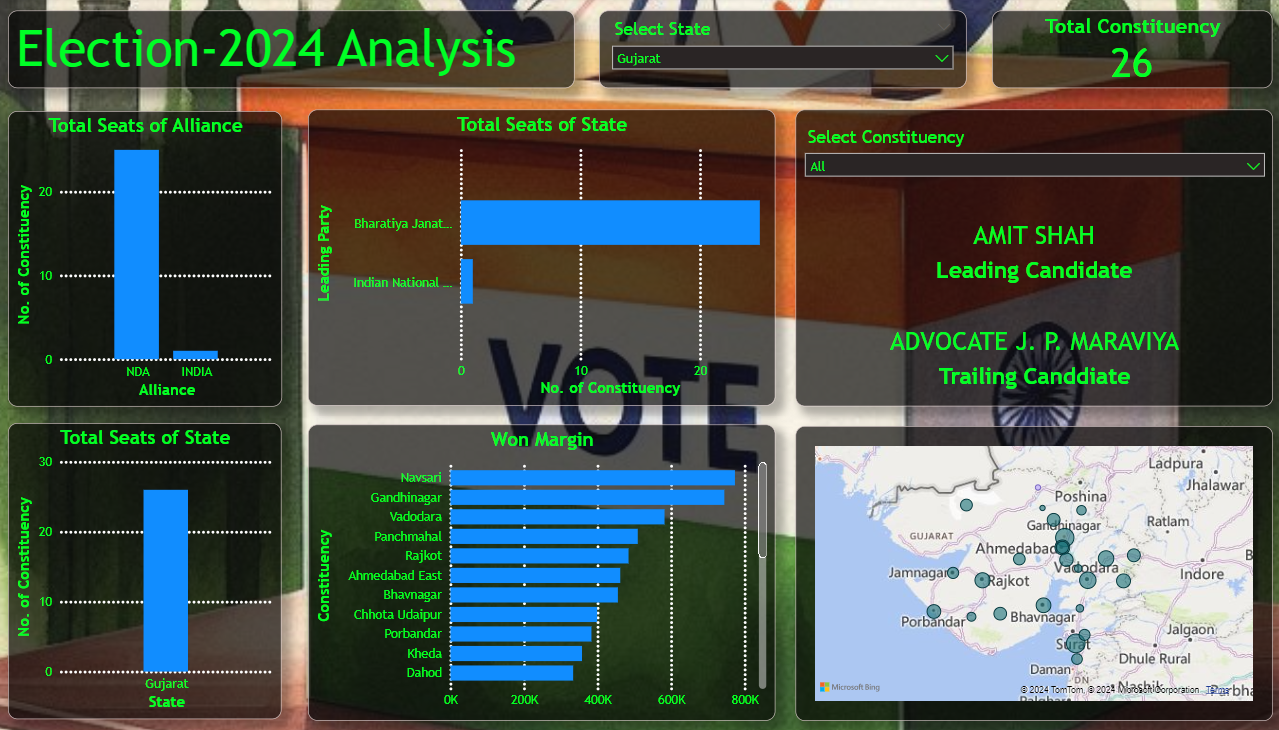 Election-2024 Analysis
Select State
Gujarat
Total Constituency
26
Total Seats of Alliance
No. of Constituency
20
10
0
NDA
INDIA
Alliance
Total Seats of State
Leading Party
Bharatiya Janat...
Indian National ...
0
10
20
No. of Constituency
VOTE
Select Constituency
All
AMIT SHAH
Leading Candidate
ADVOCATE J. P. MARAVIYA
Trailing Canddiate
Total Seats of State
No. of Constituency
30
20
10
0
Gujarat
State
Won Margin
Constituency
Navsari
Gandhinagar
Vadodara
Panchmahal
Rajkot
Ahmedabad East
Bhavnagar
Chhota Udaipur
Porbandar
Kheda
Dahod
0K
200K
400K
600K
800K
Ladpura
Jhalawar
Poshina
Gandhinagar
Ratlam
GUJARAT
Ahmedabad
Vadodara
Indore
Jamnagar
Rajkot
Porbandar
Bhavnagar
Surat
Jalgaon
Dhule Rural
Daman
DN
Nashik
Microsoft Bing
© 2024 TomTom, © 2024 Microsoft Corporation
Terms